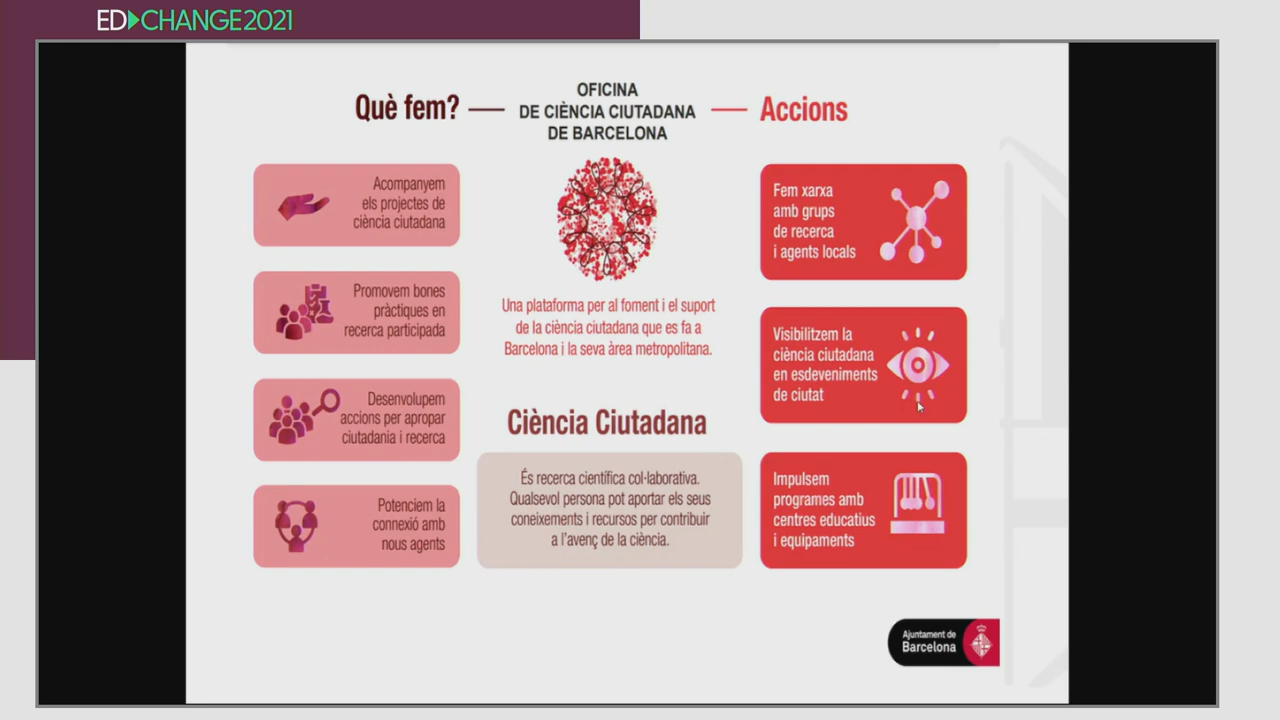 ED CHANGE2021
Què fem?
OFICINA
DE CIÈNCIA CIUTADANA
DE BARCELONA
Accions
Acompanyem
els projectes de
ciència ciutadana
Promovem bones
pràctiques en
recerca participada
Desenvolupem
accions per apropar
ciutadania i recerca
Potenciem la
connexió amb
nous agents
Una plataforma per al foment i el suport
de la ciència ciutadana que es fa a
Barcelona i la seva àrea metropolitana.
Ciència Ciutadana
És recerca científica col·laborativa.
Qualsevol persona pot aportar els seus
coneixements i recursos per contribuir
a l'avenç de la ciència.
Fem xarxa
amb grups
de recerca
i agents locals
Visibilitzem la
ciència ciutadana
en esdeveniments
de ciutat
Impulsem
programes amb
centres educatius
i equipaments
Ajuntament de
Barcelona